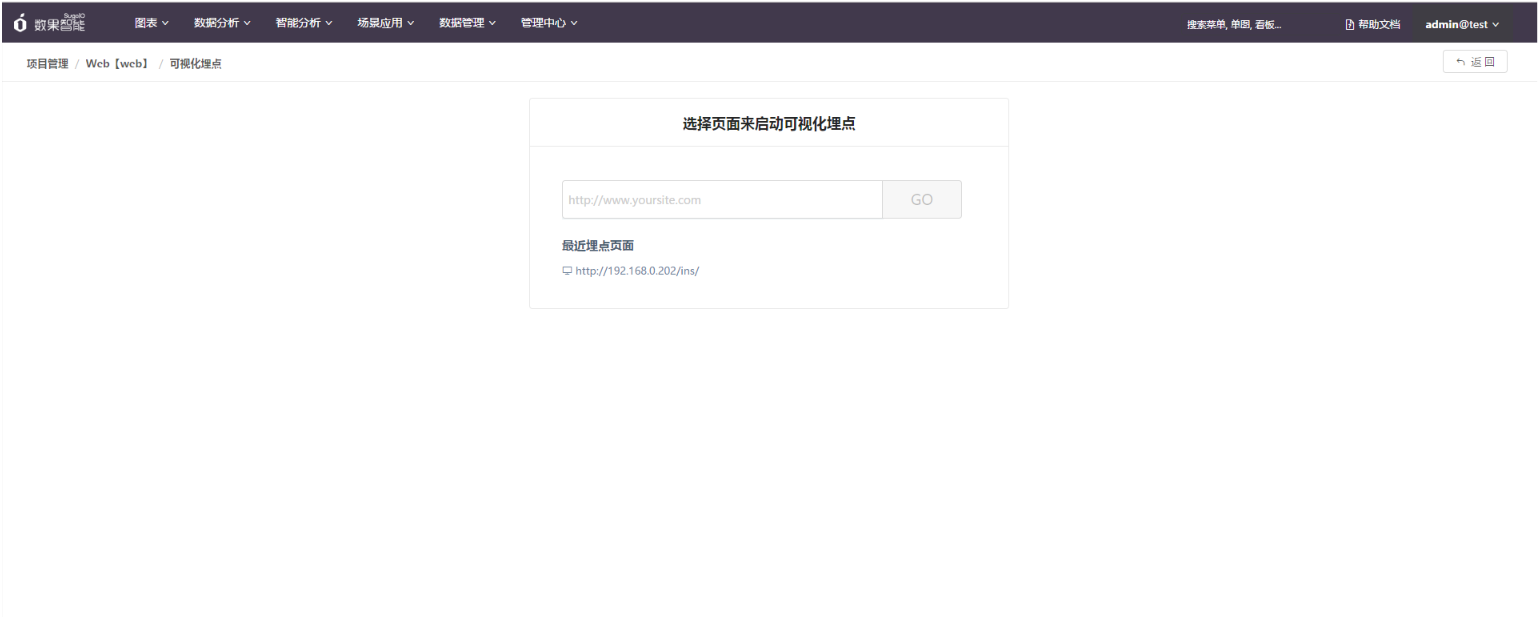 SugoIO
数果智能 图表 数据分析 智能分析 场景应用 数据管理 管理中心 搜索菜单, 单图, 看板... 帮助文档 admin@test
项目管理 / Web【web】 / 可视化埋点 返 回
选择页面来启动可视化埋点
http://www.yoursite.com GO
最近埋点页面
http://192.168.0.202/ins/